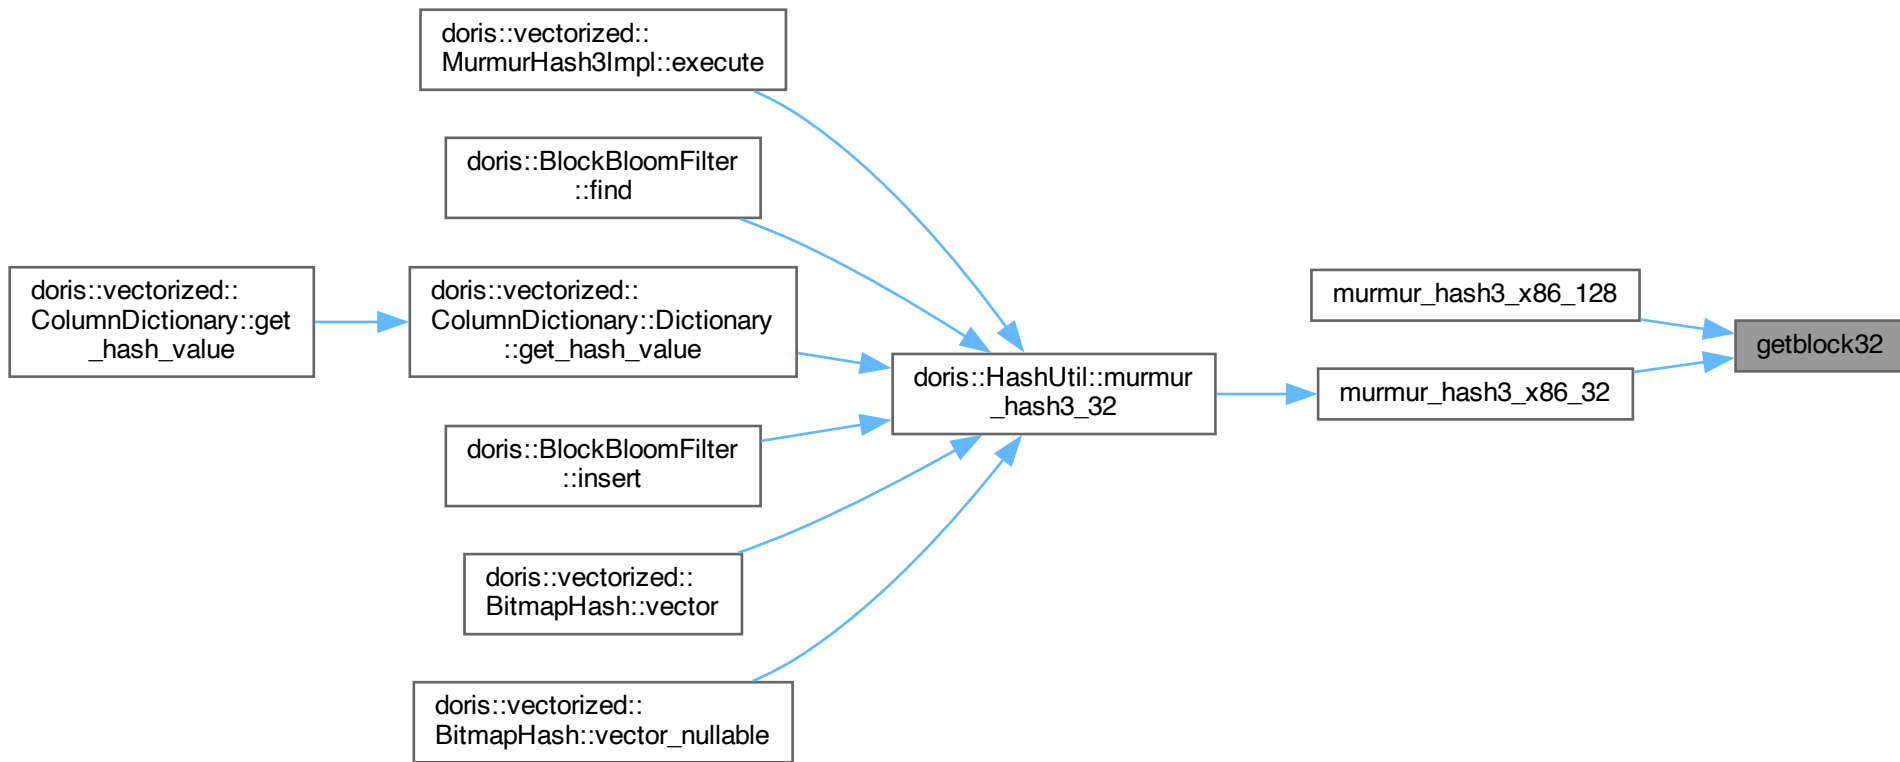 doris::vectorized::
MurmurHash3Impl::execute
doris::BlockBloomFilter
::find
doris::vectorized::
ColumnDictionary::get
_hash_value
doris::vectorized::
ColumnDictionary::Dictionary
::get_hash_value
doris::HashUtil::murmur
_hash3_32
murmur_hash3_x86_128
murmur_hash3_x86_32
getblock32
doris::BlockBloomFilter
::insert
doris::vectorized::
BitmapHash::vector
doris::vectorized::
BitmapHash::vector_nullable